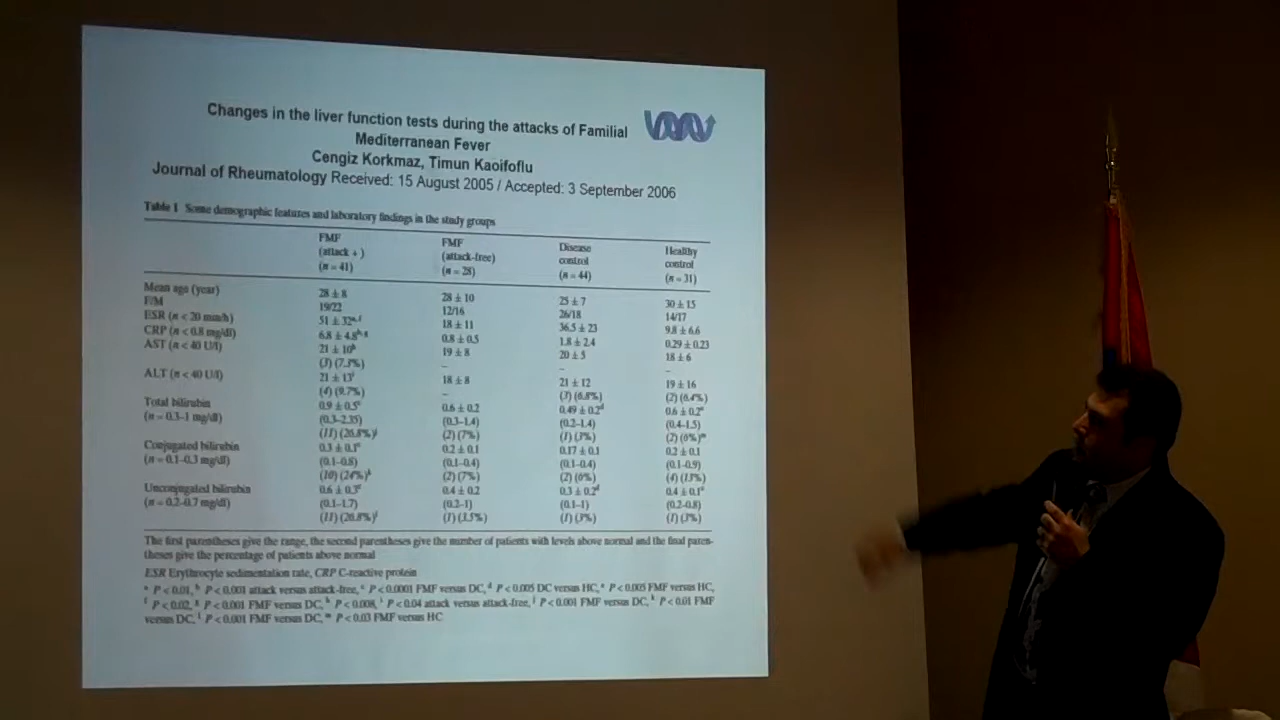 Changes in the liver function tests during the attacks of Familial
Mediterranean Fever
Cengiz Korkmaz, Timun Kaoifoflu
Journal of Rheumatology Received: 15 August 2005 / Accepted: 3 September 2006
Table 1 Some demographic features and laboratory findings in the study groups
FMF (attack + ) (n = 41) FMF (attack-free) (n = 28) Disease control (n = 44) Healthy control (n = 31)
Mean age (year) 28 ± 8 28 ± 10 25 ± 7 30 ± 15
F/M 19/22 12/16 26/18 14/17
ESR (n < 20 mm/h) 51 ± 32 18 ± 11 36.5 ± 23 9.8 ± 6.6
CRP (n < 0.8 mg/dl) 6.8 ± 4.8 0.8 ± 0.5 1.8 ± 2.4 0.29 ± 0.23
AST (n < 40 U/l) 21 ± 10 19 ± 8 20 ± 5 18 ± 6
(3) (7.3%) – – –
ALT (n < 40 U/l) 21 ± 13 18 ± 8 21 ± 12 19 ± 16
(4) (9.7%) – (3) (6.8%) (2) (6.4%)
Total bilirubin 0.9 ± 0.5 0.6 ± 0.2 0.49 ± 0.2 0.6 ± 0.2
(n = 0.3–1 mg/dl) (0.3–2.35) (0.3–1.4) (0.2–1.4) (0.4–1.5)
(11) (26.8%) (2) (7%) (1) (3%) (2) (6%)
Conjugated bilirubin 0.3 ± 0.1 0.2 ± 0.1 0.17 ± 0.1 0.2 ± 0.1
(n = 0.1–0.3 mg/dl) (0.1–0.8) (0.1–0.4) (0.1–0.4) (0.1–0.9)
(10) (24%) (2) (7%) (2) (6%) (4) (13%)
Unconjugated bilirubin 0.6 ± 0.3 0.4 ± 0.2 0.3 ± 0.2 0.4 ± 0.1
(n = 0.2–0.7 mg/dl) (0.1–1.7) (0.2–1) (0.1–1) (0.2–0.8)
(11) (26.8%) (1) (3.5%) (1) (3%) (1) (3%)
The first parentheses give the range, the second parentheses give the number of patients with levels above normal and the final paren-
theses give the percentage of patients above normal
ESR Erythrocyte sedimentation rate, CRP C-reactive protein
P < 0.01, P < 0.001 attack versus attack-free, P < 0.0001 FMF versus DC, P < 0.005 DC versus HC, P < 0.005 FMF versus HC,
P < 0.02, P < 0.001 FMF versus DC, P < 0.008, P < 0.04 attack versus attack-free, P < 0.001 FMF versus DC, P < 0.01 FMF
versus DC, P < 0.001 FMF versus DC, P < 0.03 FMF versus HC